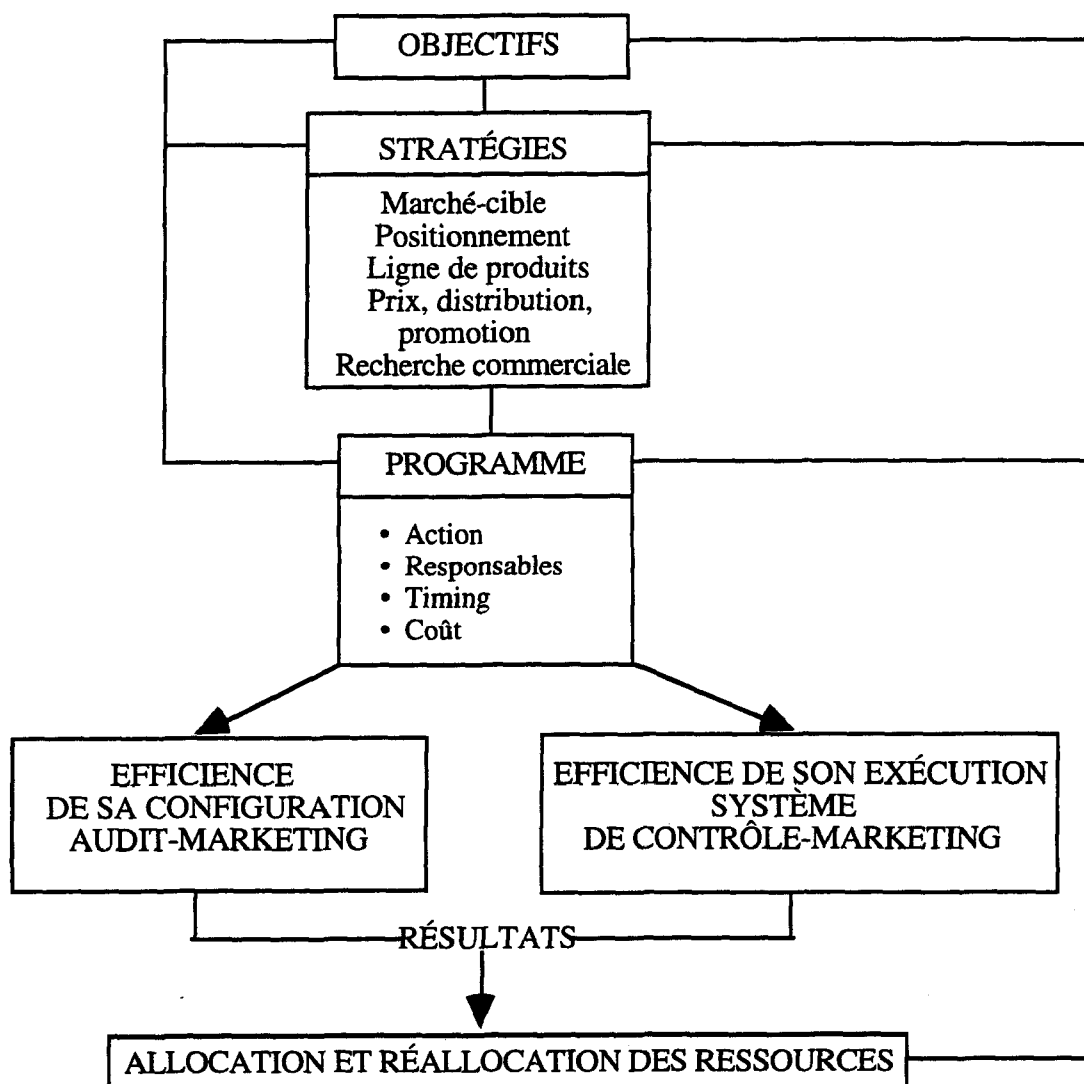 OBJECTIFS
STRATÉGIES
Marché-cible
Positionnement
Ligne de produits
Prix, distribution,
promotion
Recherche commerciale
PROGRAMME
• Action
• Responsables
• Timing
• Coût
EFFICIENCE
DE SA CONFIGURATION
AUDIT-MARKETING
EFFICIENCE DE SON EXÉCUTION
SYSTÈME
DE CONTRÔLE-MARKETING
RÉSULTATS
ALLOCATION ET RÉALLOCATION DES RESSOURCES